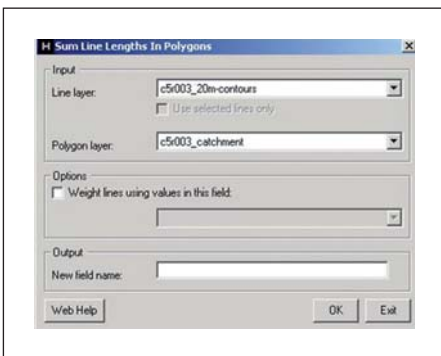 H Sum Line Lengths In Polygons
Input
Line layer: c5r003_20m-contours
Use selected lines only
Polygon layer: c5r003_catchment
Options
Weight lines using values in this field:
Output
New field name:
Web Help OK Exit